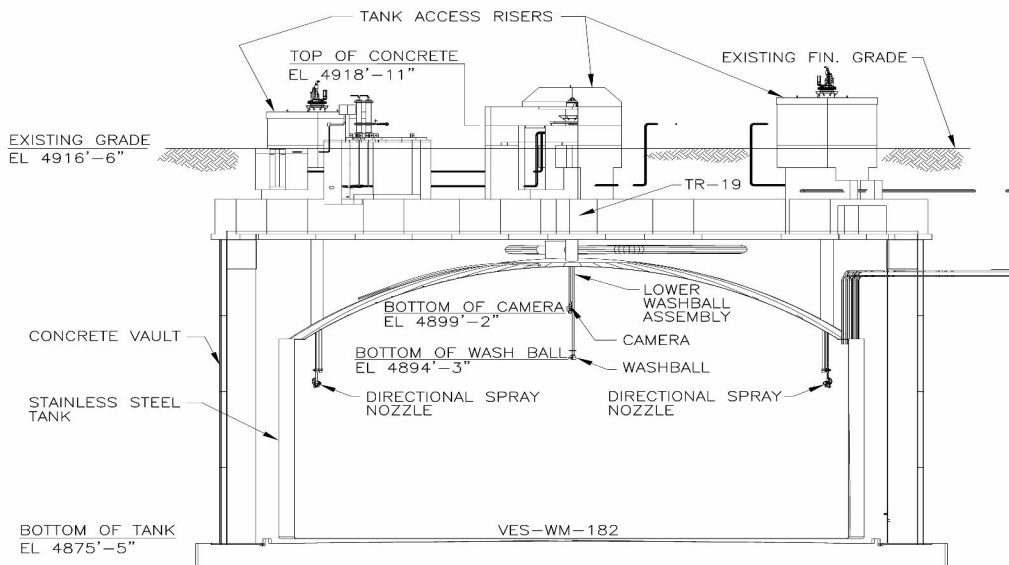 TANK ACCESS RISERS
TOP OF CONCRETE
EL 4918'-11"
EXISTING FIN. GRADE
EXISTING GRADE
EL 4916'-6"
TR-19
LOWER
WASHBALL
ASSEMBLY
BOTTOM OF CAMERA
EL 4899'-2"
CAMERA
CONCRETE VAULT
BOTTOM OF WASH BALL
EL 4894'-3"
WASHBALL
DIRECTIONAL SPRAY
NOZZLE
DIRECTIONAL SPRAY
NOZZLE
STAINLESS STEEL
TANK
VES-WM-182
BOTTOM OF TANK
EL 4875'-5"